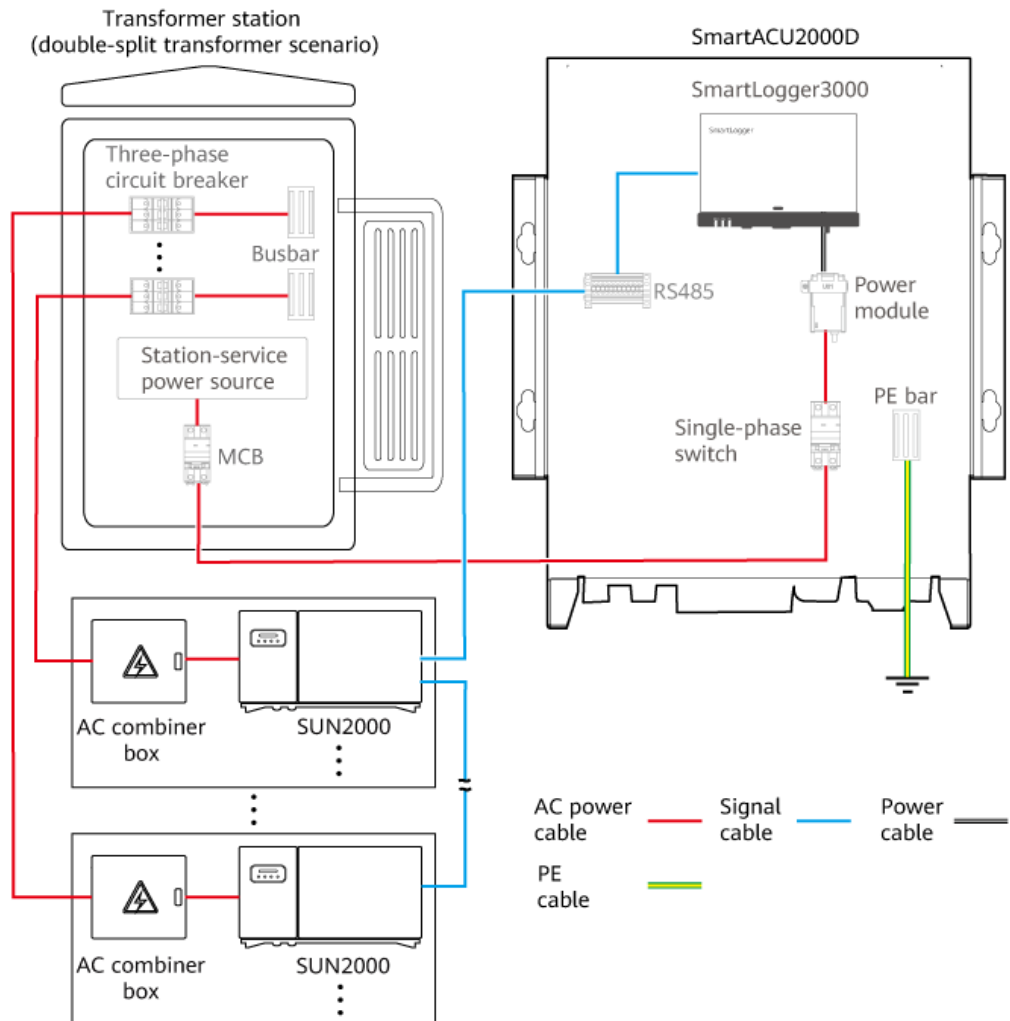 Transformer station
(double-split transformer scenario)
SmartACU2000D
SmartLogger3000
SmartLogger
Three-phase
circuit breaker
Busbar
RS485
Power
module
Station-service
power source
MCB
Single-phase
switch
PE bar
AC combiner
box
SUN2000
AC combiner
box
SUN2000
AC power
cable
Signal
cable
Power
cable
PE
cable